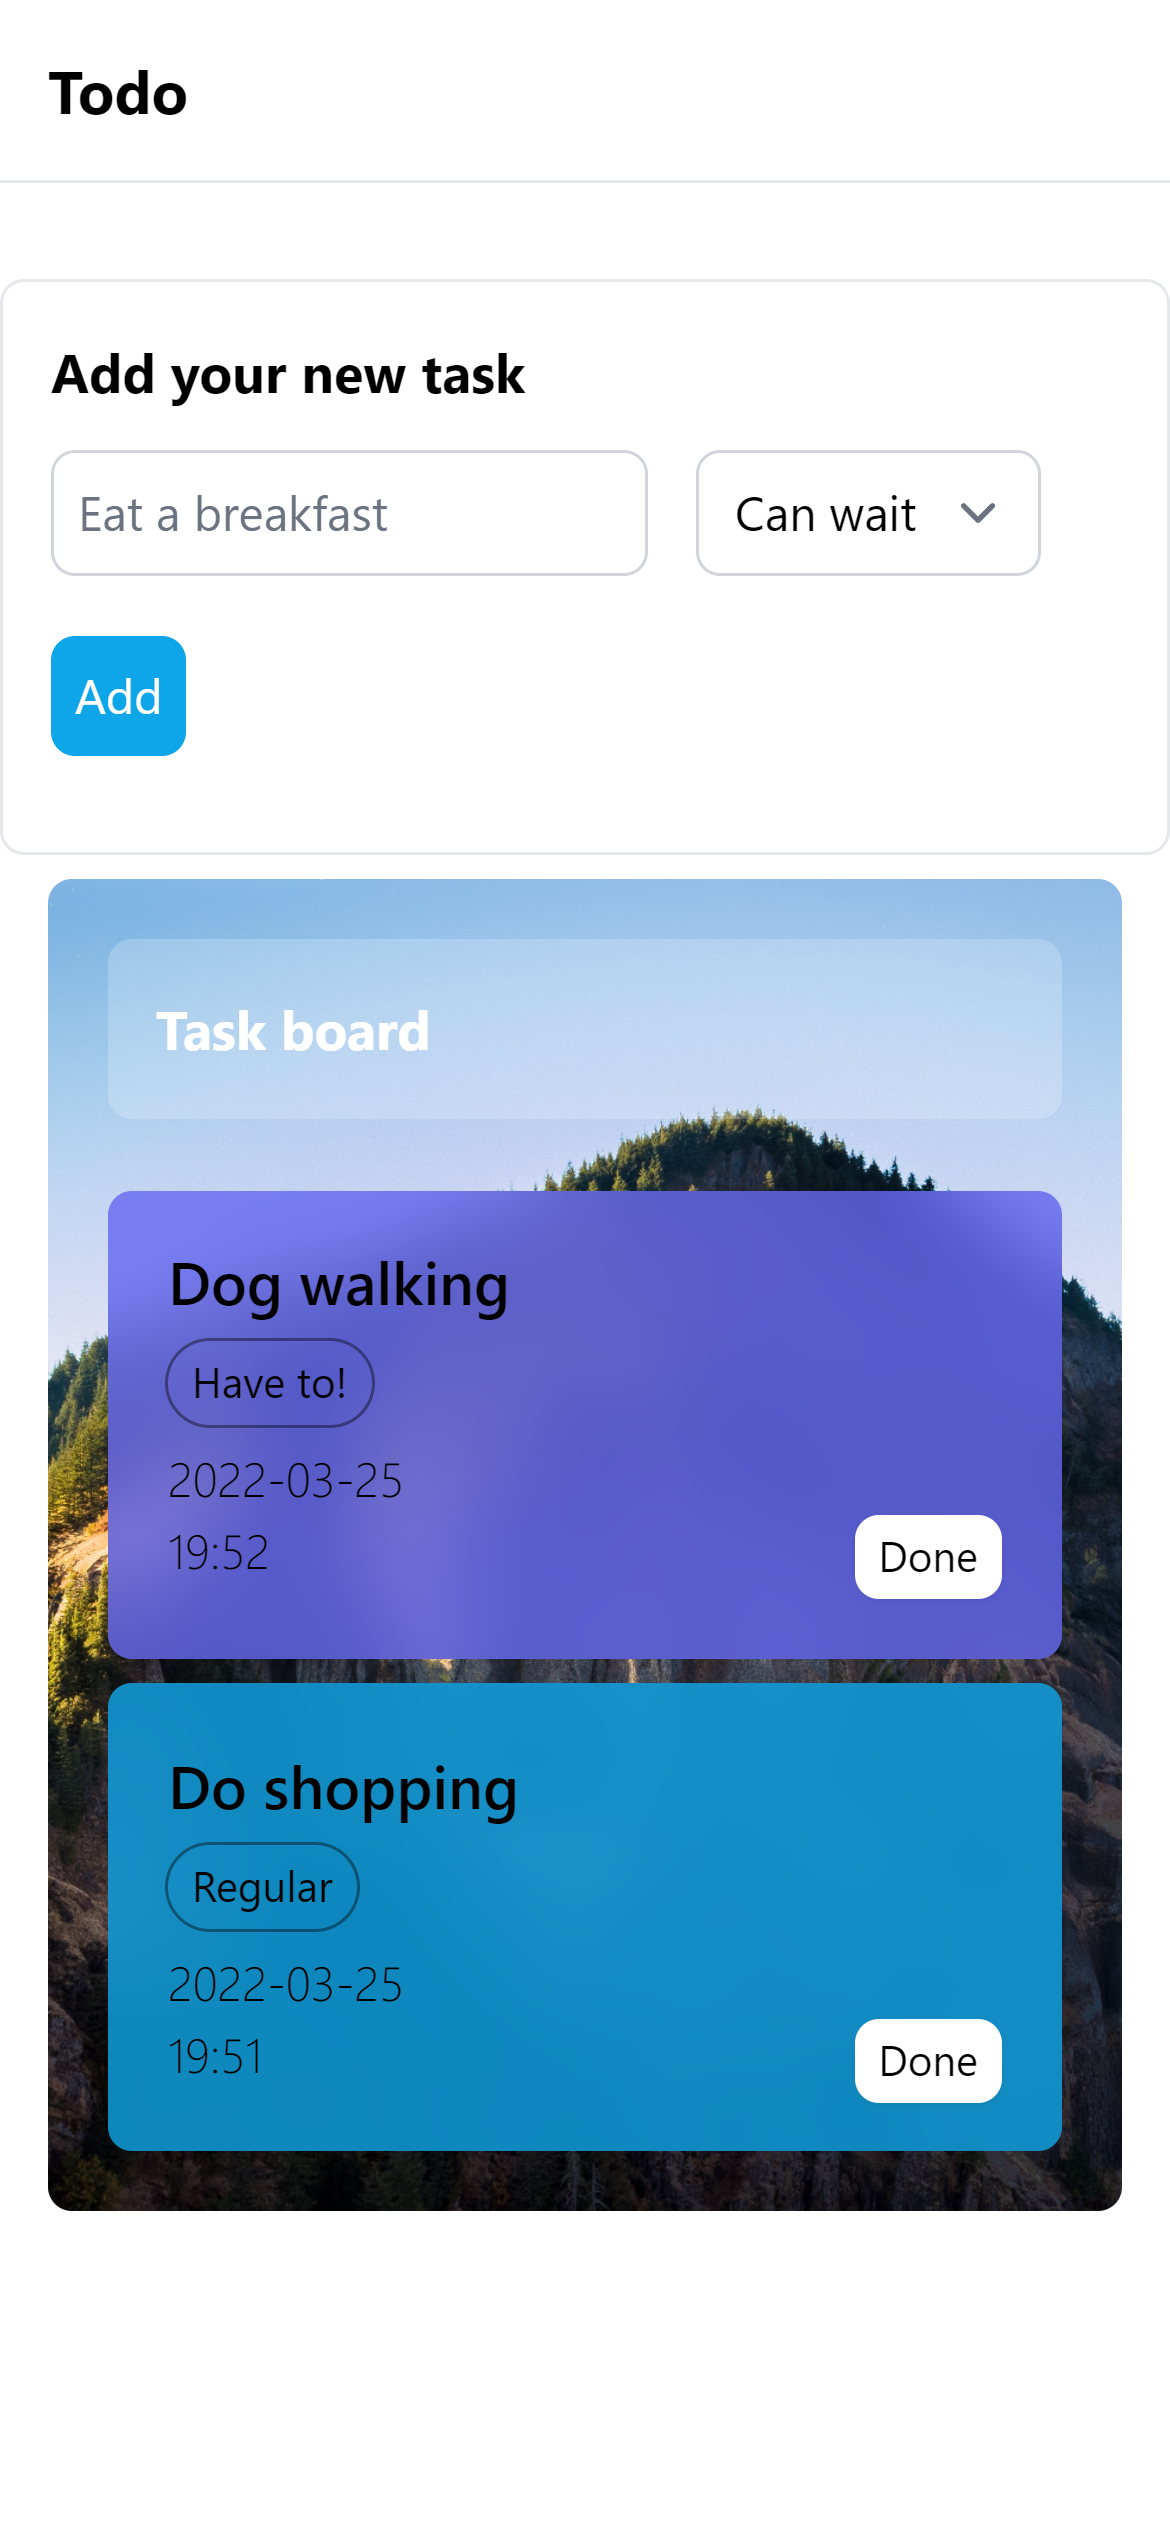 Todo
Add your new task
Eat a breakfast
Can wait
Add
Task board
Dog walking
Have to!
2022-03-25
19:52
Done
Do shopping
Regular
2022-03-25
19:51
Done